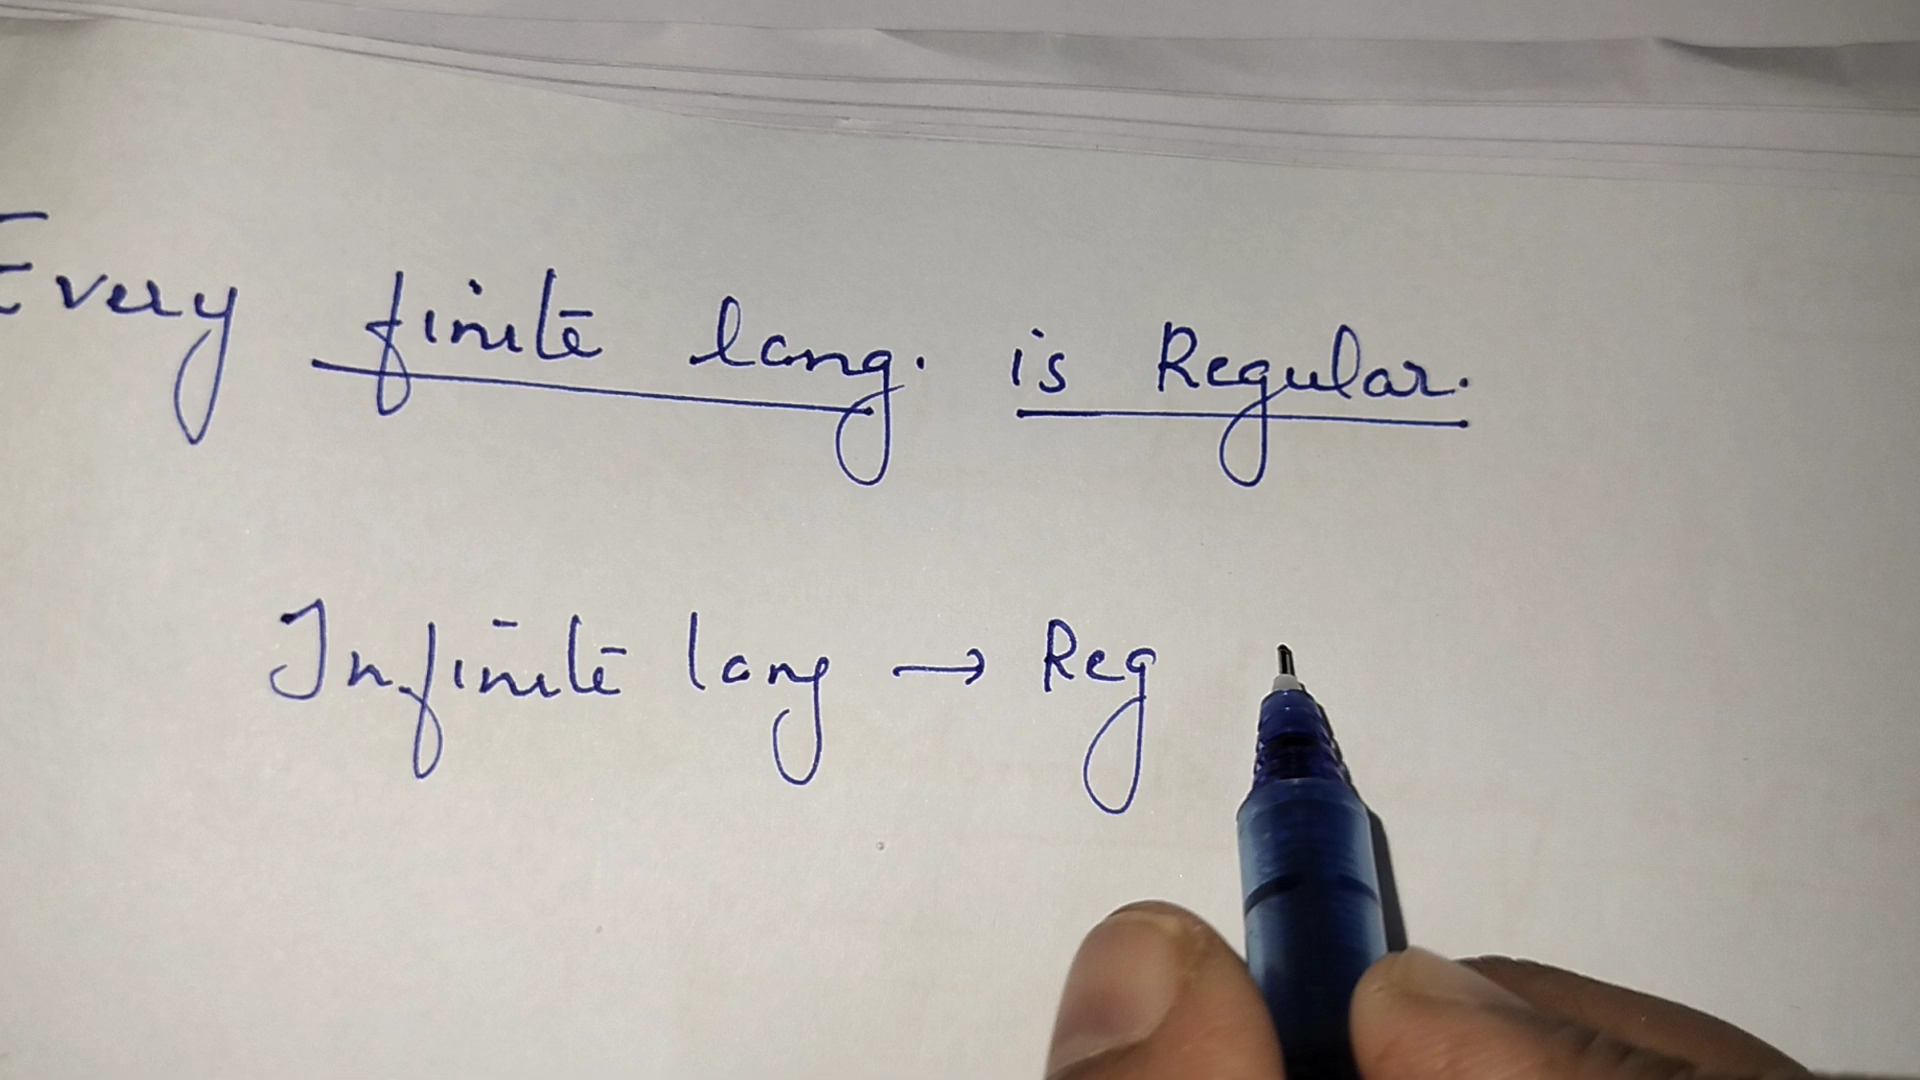 Every finite lang. is Regular.
Infinite lang → Reg